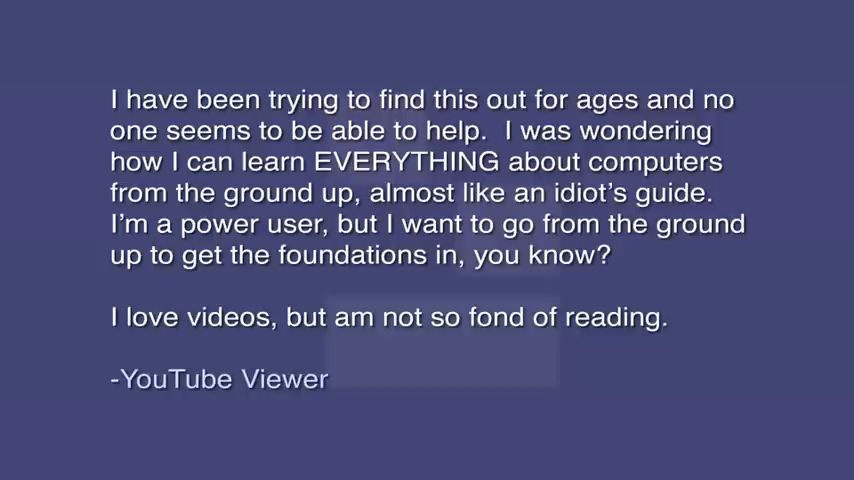 I have been trying to find this out for ages and no
one seems to be able to help.  I was wondering
how I can learn EVERYTHING about computers
from the ground up, almost like an idiot's guide.
I'm a power user, but I want to go from the ground
up to get the foundations in, you know?
I love videos, but am not so fond of reading.
-YouTube Viewer